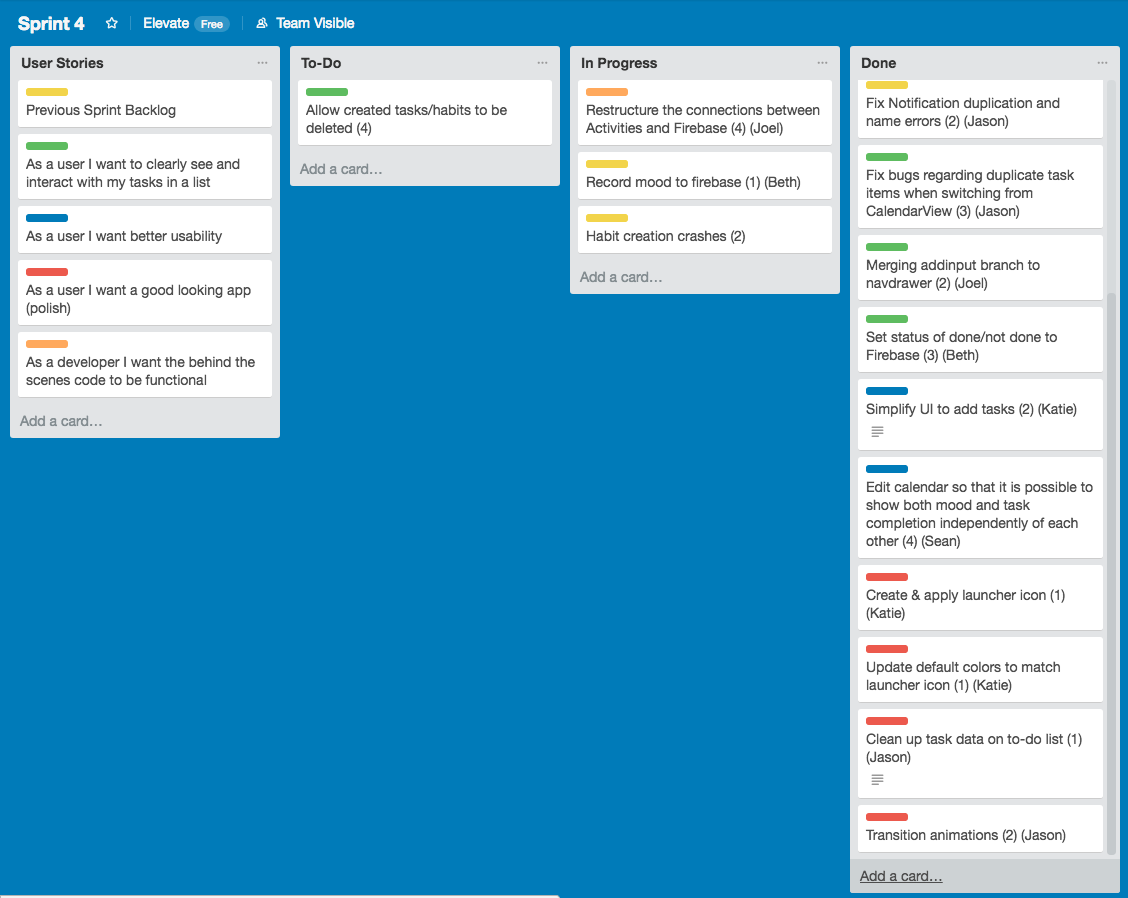 Sprint 4
Elevate Free
Team Visible
User Stories
Previous Sprint Backlog
As a user I want to clearly see and
interact with my tasks in a list
As a user I want better usability
As a user I want a good looking app
(polish)
As a developer I want the behind the
scenes code to be functional
Add a card...
To-Do
Allow created tasks/habits to be
deleted (4)
Add a card...
In Progress
Restructure the connections between
Activities and Firebase (4) (Joel)
Record mood to firebase (1) (Beth)
Habit creation crashes (2)
Add a card...
Done
Fix Notification duplication and
name errors (2) (Jason)
Fix bugs regarding duplicate task
items when switching from
CalendarView (3) (Jason)
Merging addinput branch to
navdrawer (2) (Joel)
Set status of done/not done to
Firebase (3) (Beth)
Simplify UI to add tasks (2) (Katie)
Edit calendar so that it is possible to
show both mood and task
completion independently of each
other (4) (Sean)
Create & apply launcher icon (1)
(Katie)
Update default colors to match
launcher icon (1) (Katie)
Clean up task data on to-do list (1)
(Jason)
Transition animations (2) (Jason)
Add a card...